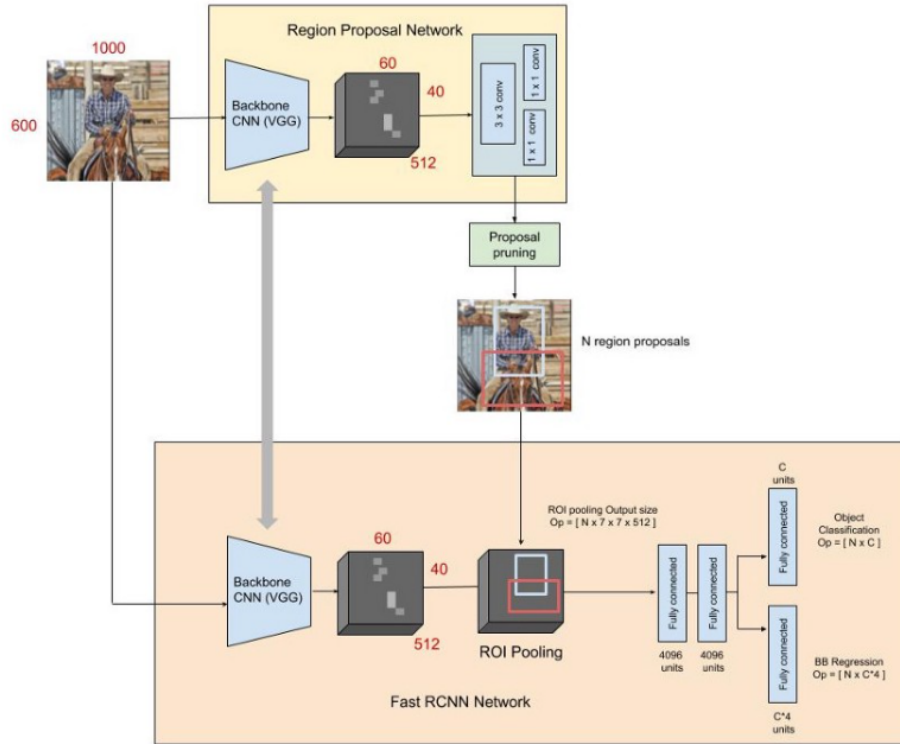 Region Proposal Network
1000
600
Backbone
CNN (VGG)
60
40
512
3 x 3 conv
1 x 1 conv
1 x 1 conv
Proposal
pruning
N region proposals
C
units
ROI pooling Output size
Op = [ N x 7 x 7 x 512 ]
Object
Classification
Op = [ N x C ]
Fully connected
60
40
512
Backbone
CNN (VGG)
ROI Pooling
Fully connected
Fully connected
4096
units
4096
units
Fully connected
BB Regression
Op = [ N x C*4 ]
C*4
units
Fast RCNN Network